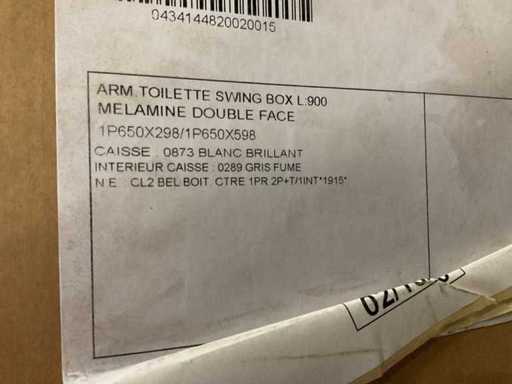 0434144820020015
ARM.TOILETTE SWING BOX L:900
MELAMINE DOUBLE FACE
1P650X298/1P650X598
CAISSE : 0873 BLANC BRILLANT
INTERIEUR CAISSE : 0289 GRIS FUME
N.E. : CL2 BEL BOIT. CTRE 1PR 2P+T/1INT*1915*
02/